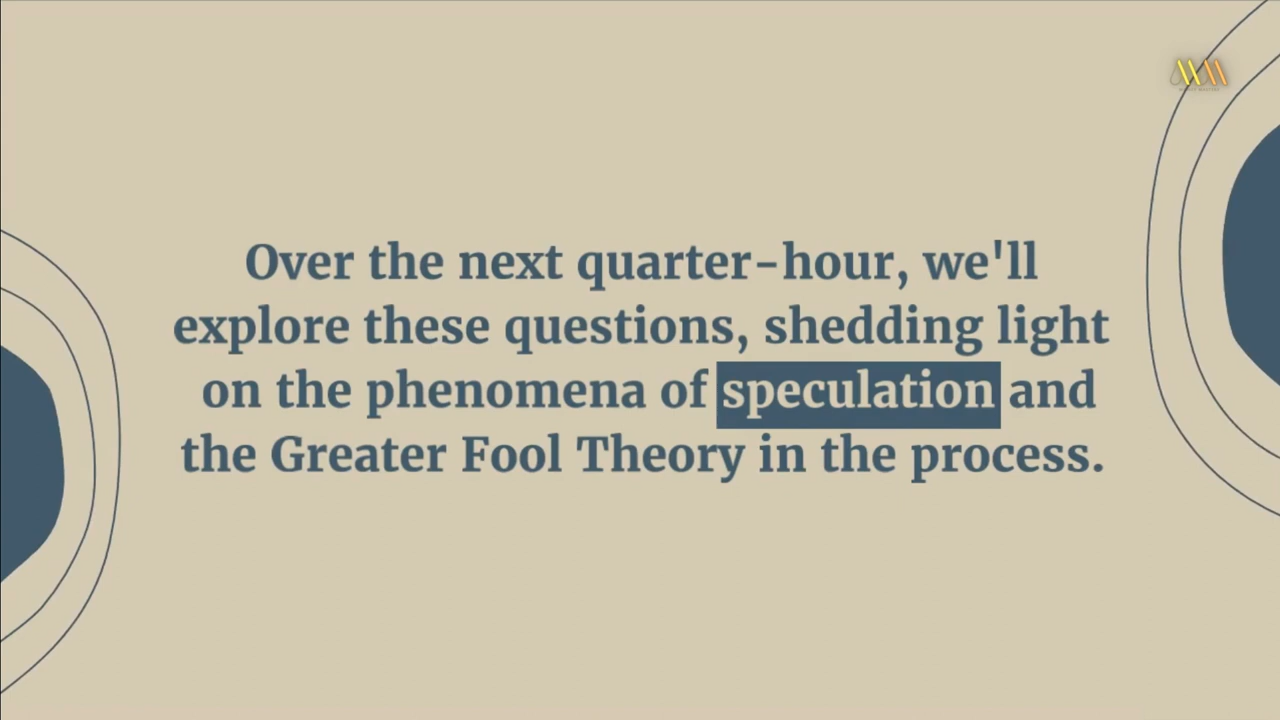 Over the next quarter-hour, we'll
explore these questions, shedding light
on the phenomena of speculation and
the Greater Fool Theory in the process.